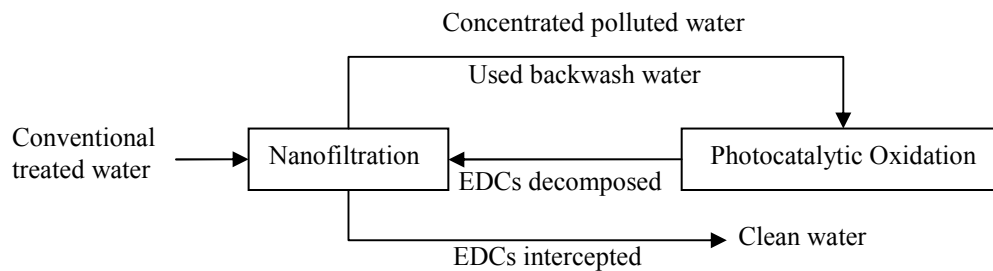 Concentrated polluted water
Used backwash water
Conventional
treated water
Nanofiltration
Photocatalytic Oxidation
EDCs decomposed
EDCs intercepted
Clean water